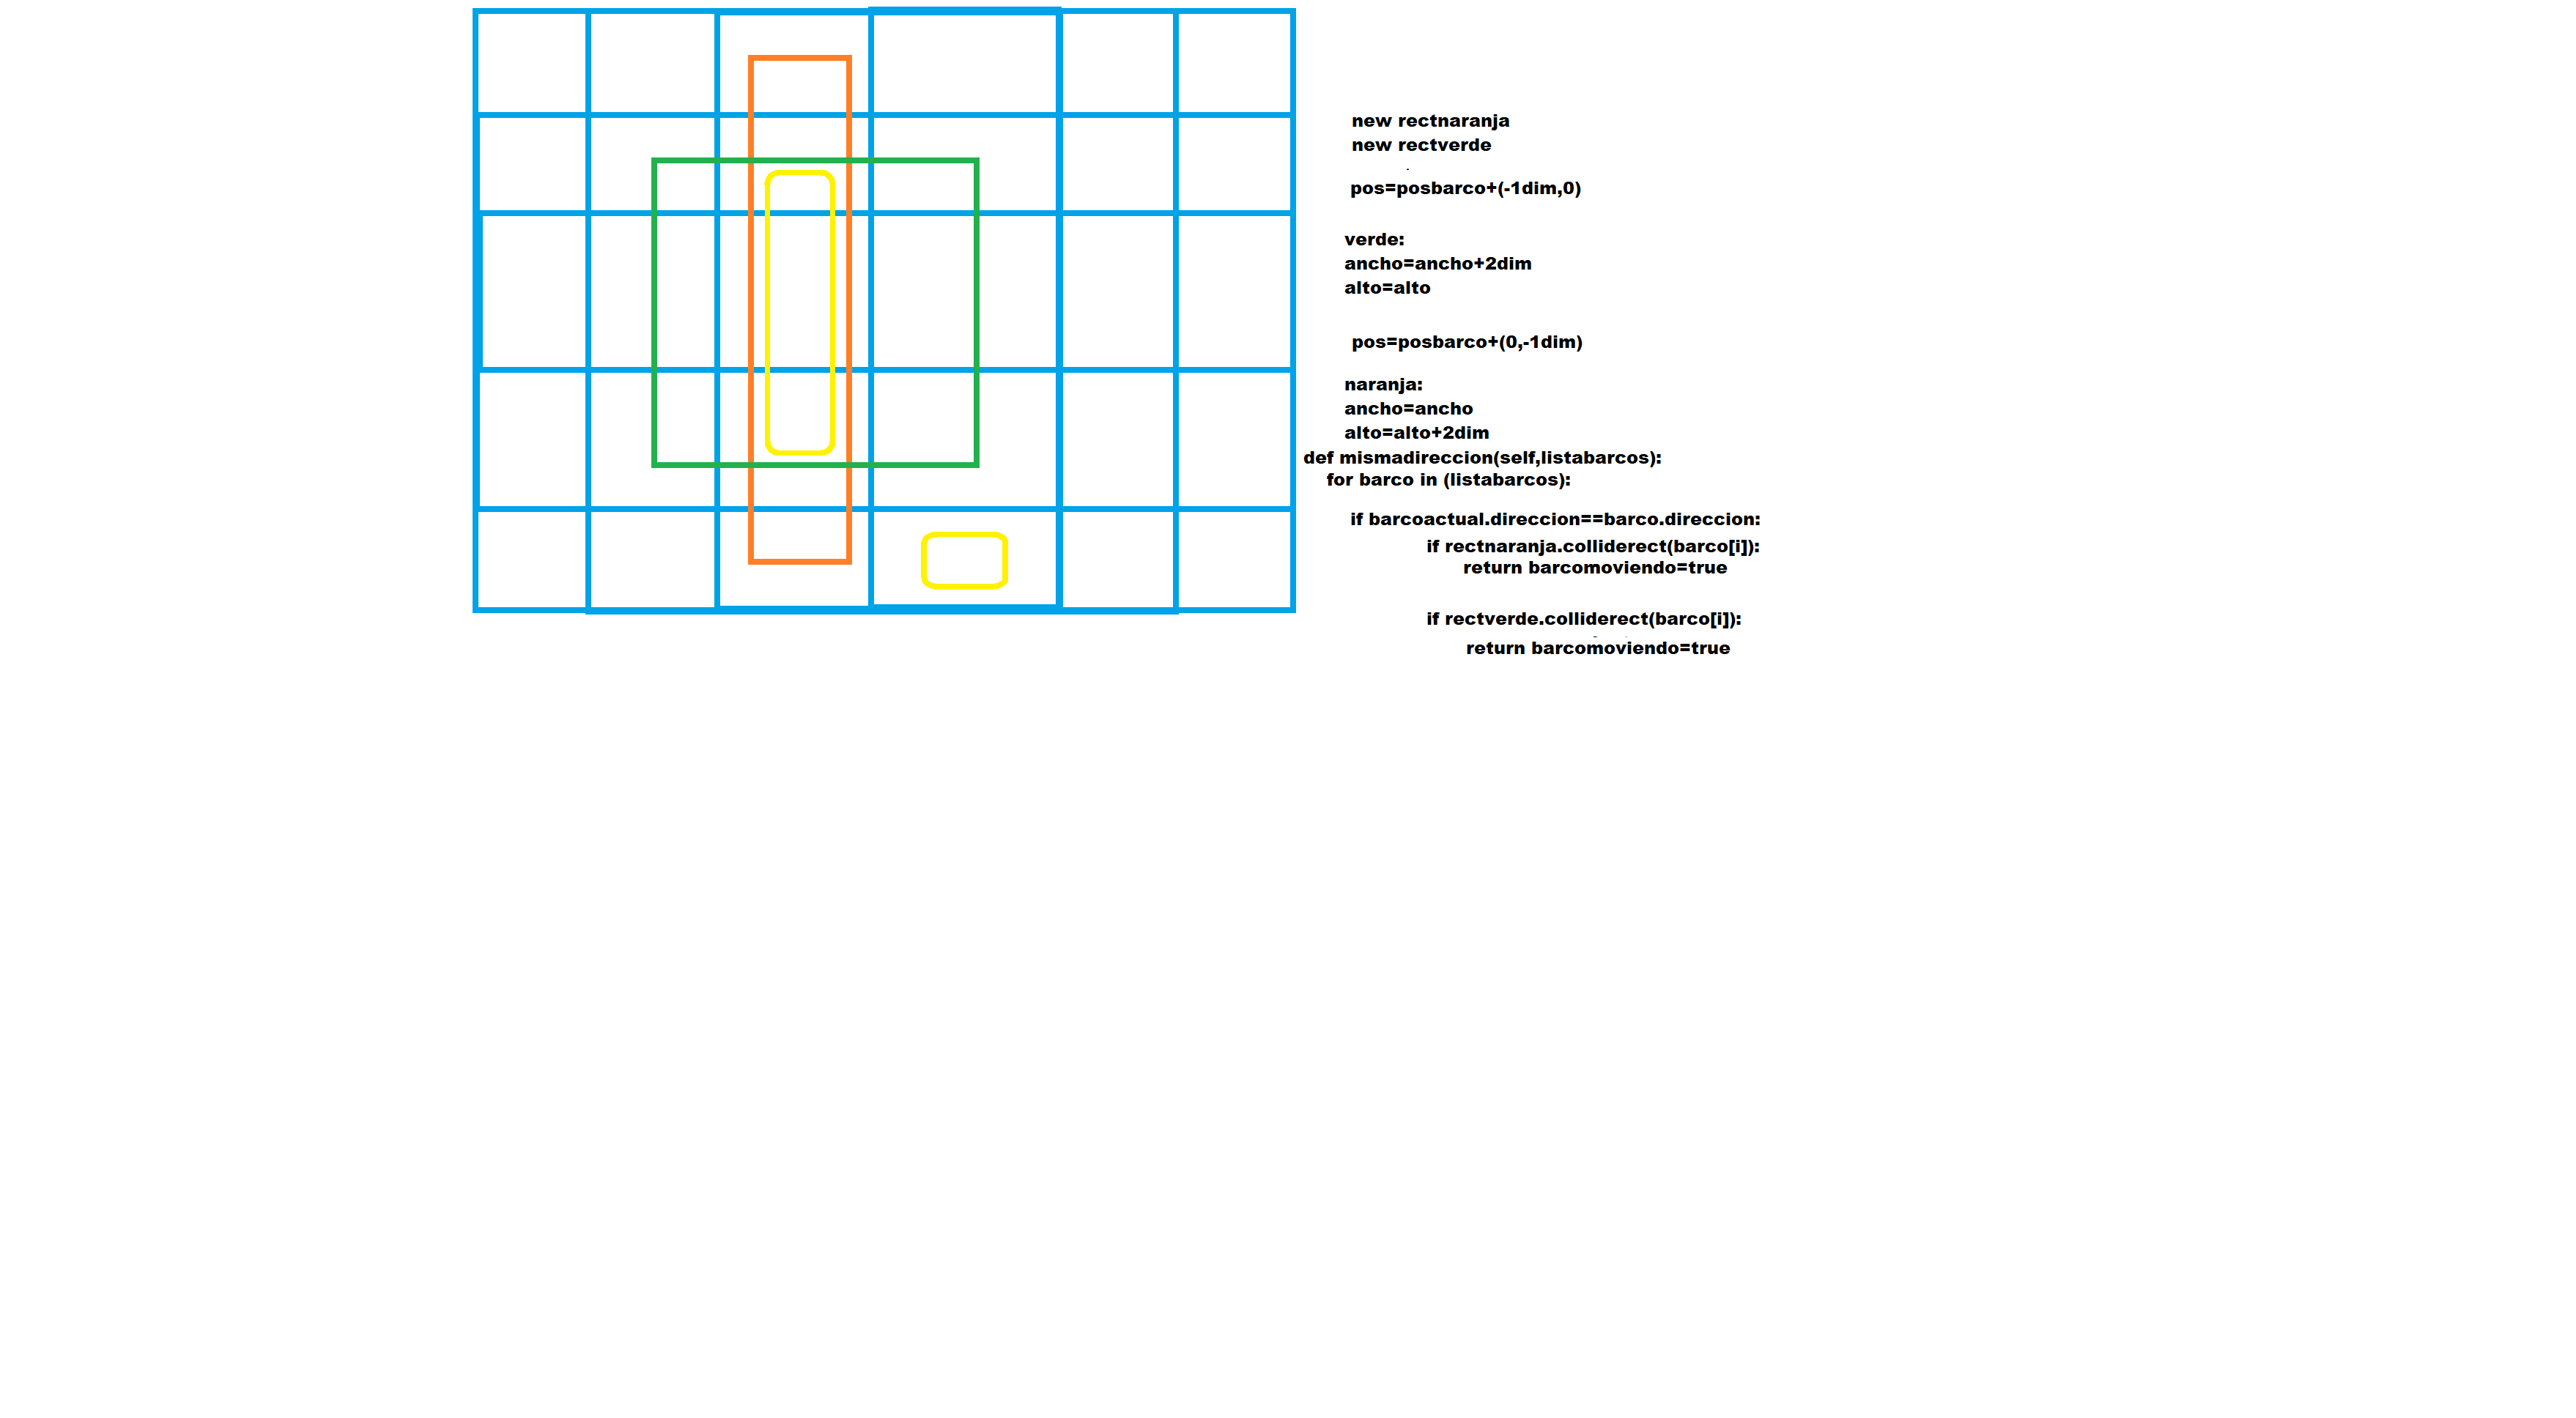 new rectnaranja
new rectverde
pos=posbarco+(-1dim,0)
verde:
ancho=ancho+2dim
alto=alto
pos=posbarco+(0,-1dim)
naranja:
ancho=ancho
alto=alto+2dim
def mismadireccion(self,listabarcos):
for barco in (listabarcos):
if barcoactual.direccion==barco.direccion:
if rectnaranja.colliderect(barco[i]):
return barcomoviendo=true
if rectverde.colliderect(barco[i]):
return barcomoviendo=true